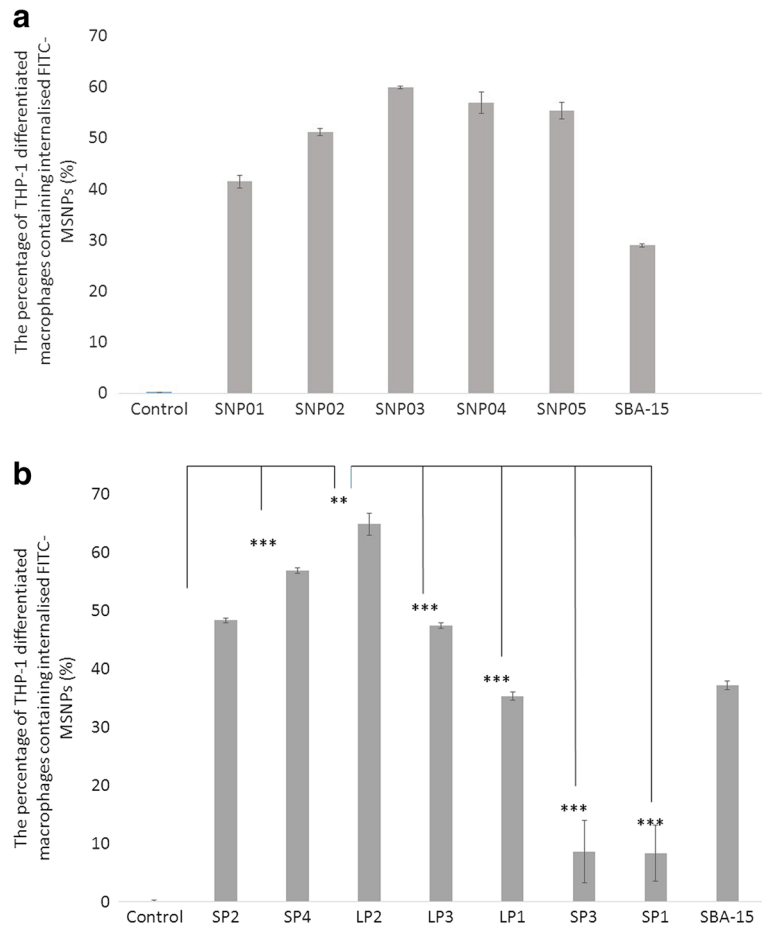 a
The percentage of THP-1 differentiated
macrophages containing internalised FITC-
MSNPs (%)
70
60
50
40
30
20
10
0
Control SNP01 SNP02 SNP03 SNP04 SNP05 SBA-15
b
The percentage of THP-1 differentiated
macrophages containing internalised FITC-
MSNPs (%)
70
60
50
40
30
20
10
0
**
***
***
***
***
***
Control SP2 SP4 LP2 LP3 LP1 SP3 SP1 SBA-15